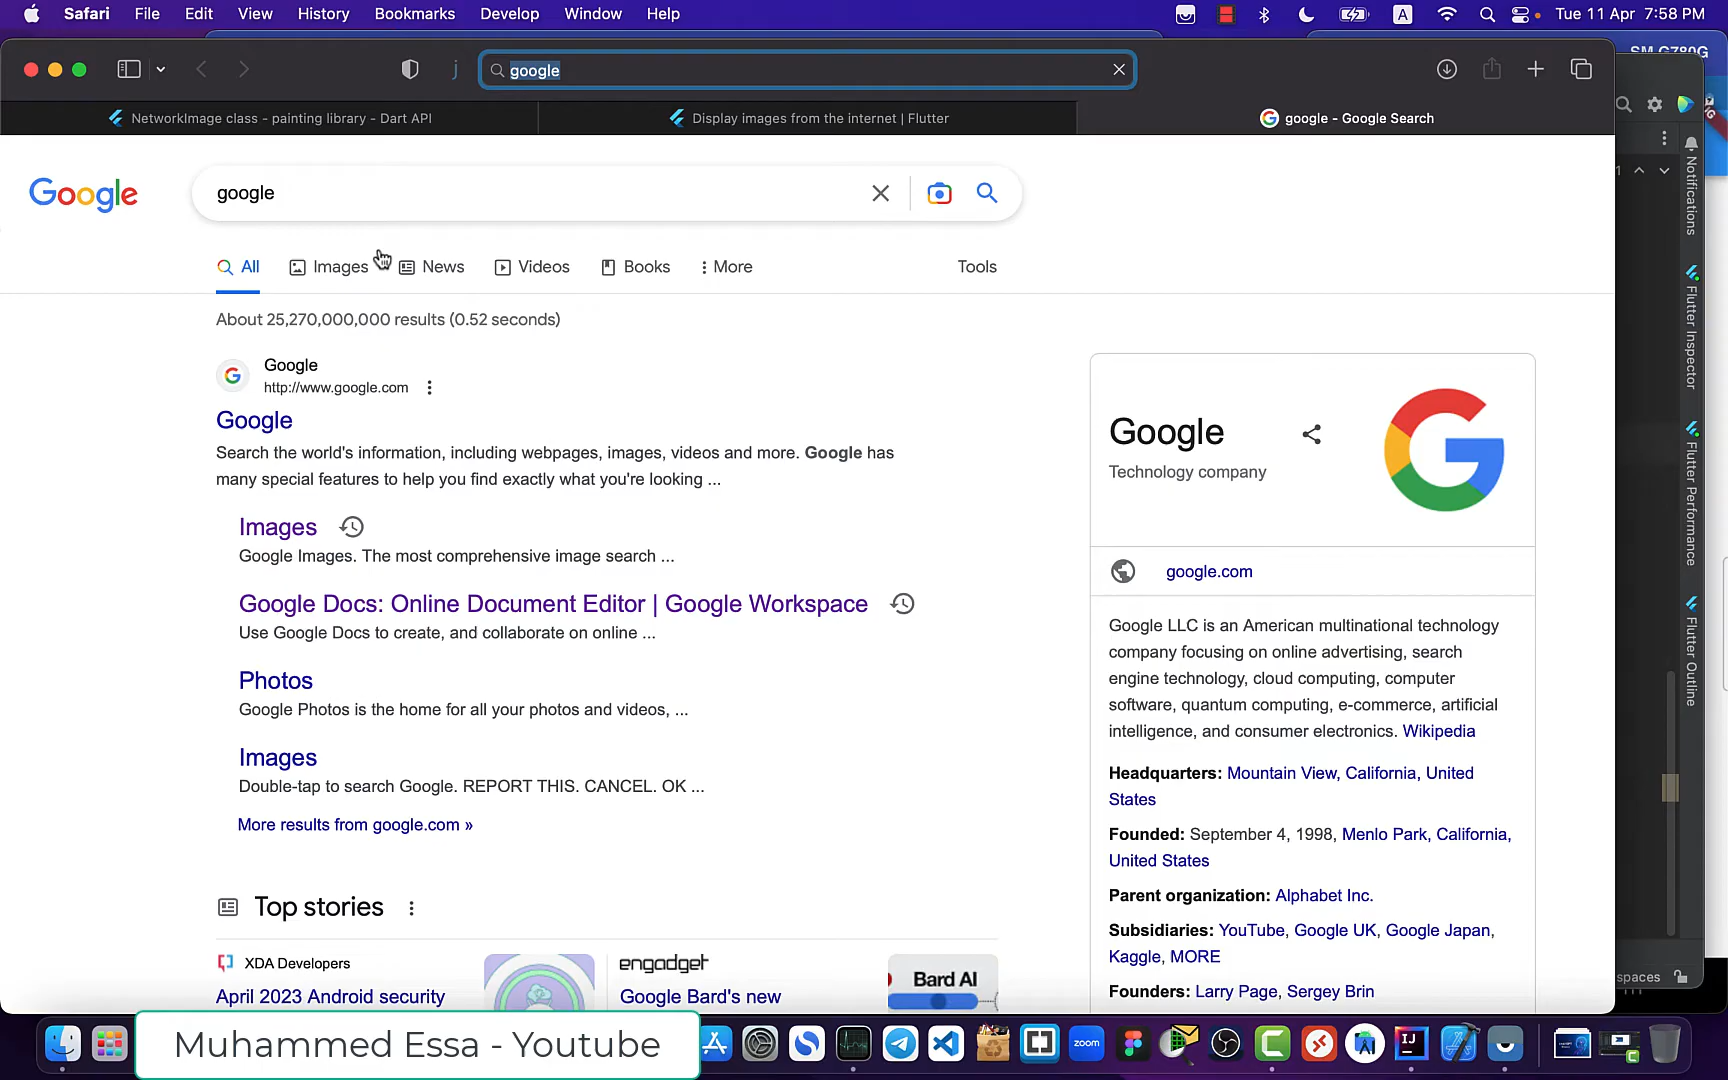 Safari File Edit View History Bookmarks Develop Window Help
A
Tue 11 Apr 7:58 PM
SM G780G
j
google
NetworkImage class - painting library - Dart API
Display images from the internet | Flutter
google - Google Search
Google
google
All
Images
News
Videos
Books
More
Tools
About 25,270,000,000 results (0.52 seconds)
Google
http://www.google.com
Google
Search the world's information, including webpages, images, videos and more. Google has
many special features to help you find exactly what you're looking ...
Images
Google Images. The most comprehensive image search ...
Google Docs: Online Document Editor | Google Workspace
Use Google Docs to create, and collaborate on online ...
Photos
Google Photos is the home for all your photos and videos, ...
Images
Double-tap to search Google. REPORT THIS. CANCEL. OK ...
More results from google.com »
Top stories
XDA Developers
April 2023 Android security
engadget
Google Bard's new
Bard AI
Google
Technology company
google.com
Google LLC is an American multinational technology
company focusing on online advertising, search
engine technology, cloud computing, computer
software, quantum computing, e-commerce, artificial
intelligence, and consumer electronics. Wikipedia
Headquarters: Mountain View, California, United
States
Founded: September 4, 1998, Menlo Park, California,
United States
Parent organization: Alphabet Inc.
Subsidiaries: YouTube, Google UK, Google Japan,
Kaggle, MORE
Founders: Larry Page, Sergey Brin
Notifications
Flutter Inspector
Flutter Performance
Flutter Outline
spaces
Muhammed Essa - Youtube
zoom
IJ